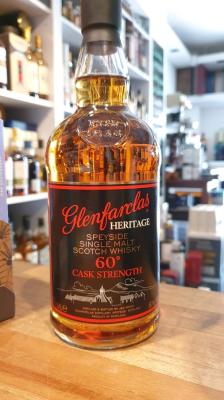 Glenfarclas
HERITAGE
SPEYSIDE
SINGLE MALT
SCOTCH WHISKY
60°
CASK STRENGTH